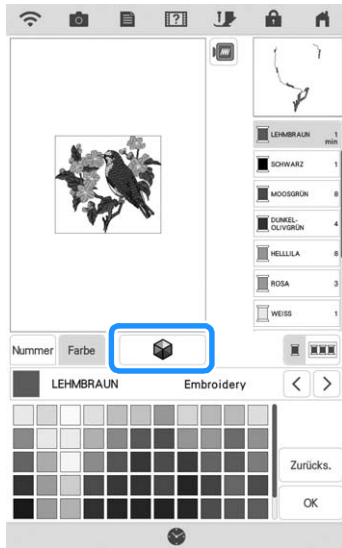 ?
LEHMBRAUN 1
min
SCHWARZ 1
MOOSGRÜN 8
DUNKEL-
OLIVGRÜN 4
HELLLILA 8
ROSA 3
WEISS 1
Nummer Farbe
LEHMBRAUN Embroidery < >
Zurücks.
OK